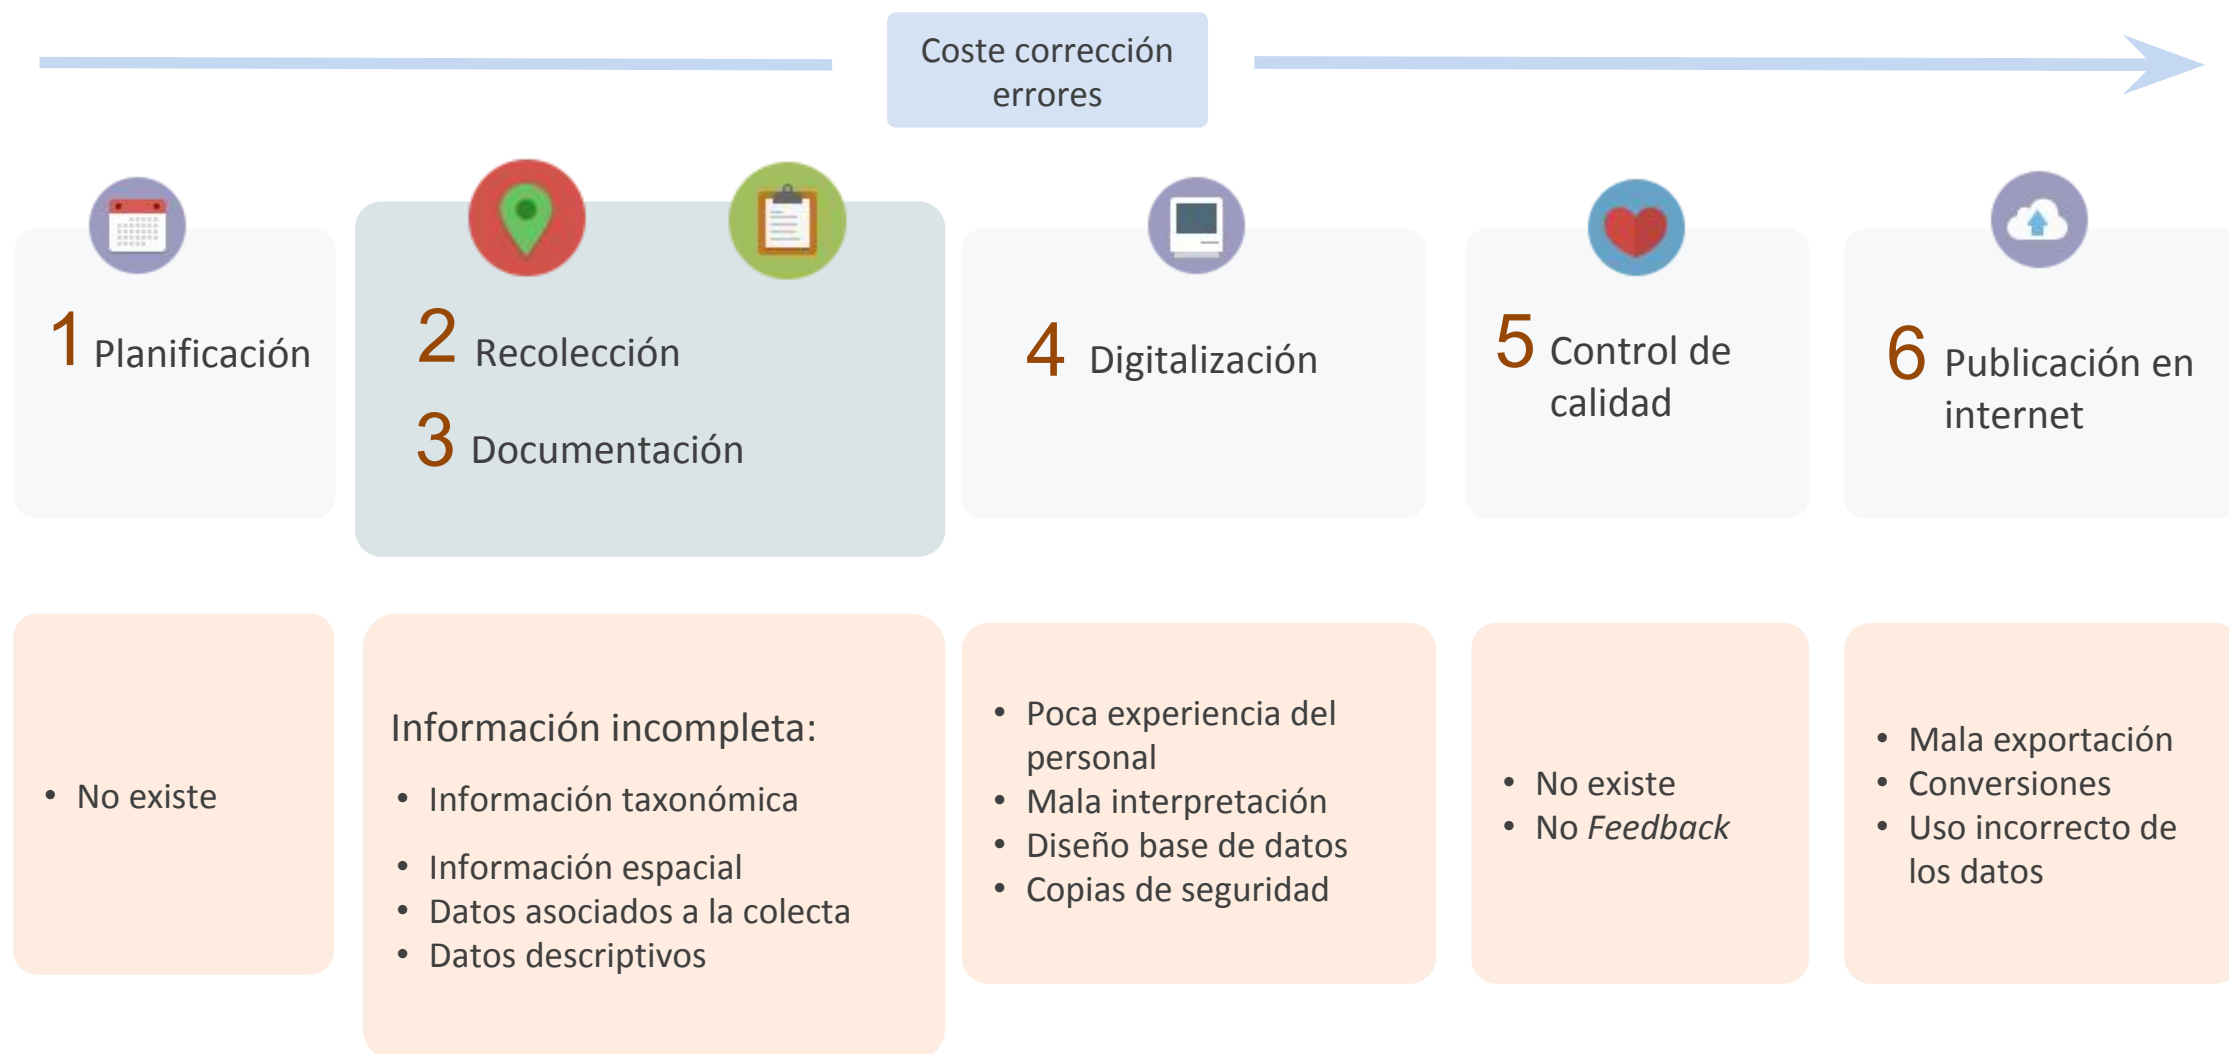 Coste corrección
errores
1 Planificación
2 Recolección
3 Documentación
4 Digitalización
5 Control de
calidad
6 Publicación en
internet
• No existe
Información incompleta:
• Información taxonómica
• Información espacial
• Datos asociados a la colecta
• Datos descriptivos
• Poca experiencia del
personal
• Mala interpretación
• Diseño base de datos
• Copias de seguridad
• No existe
• No Feedback
• Mala exportación
• Conversiones
• Uso incorrecto de
los datos